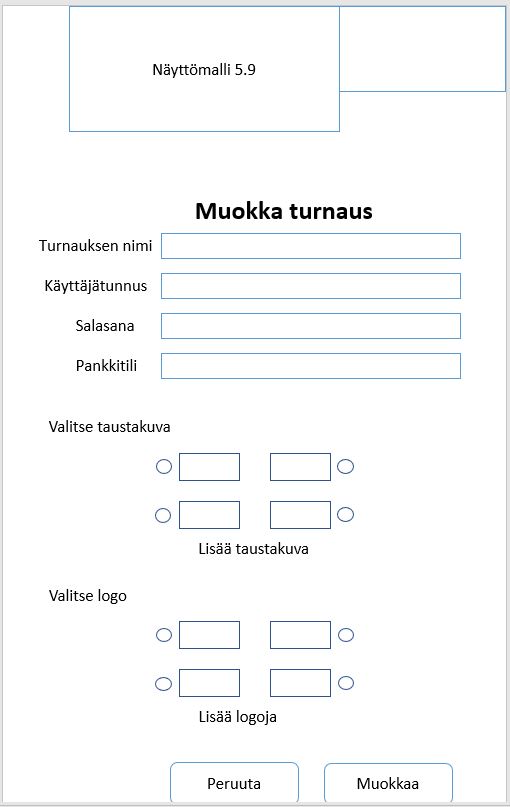 Näyttömalli 5.9
Muokka turnaus
Turnauksen nimi
Käyttäjätunnus
Salasana
Pankkitili
Valitse taustakuva
Lisää taustakuva
Valitse logo
Lisää logoja
Peruuta
Muokkaa